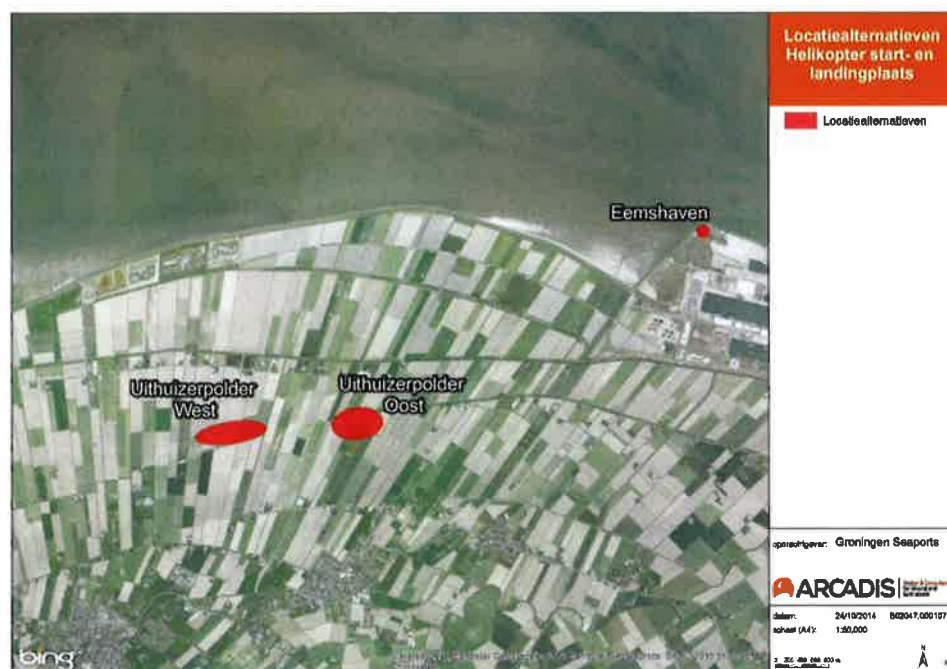 Locatiealternatieven
Helikopter start- en
landingplaats
Locatiealternatieven
Eemshaven
Uithuizerpolder
West
Uithuizerpolder
Oost
opdrachtgever: Groningen Seaports
ARCADIS
datum: 24/10/2014
schaal (A4): 1:50,000
N
bing